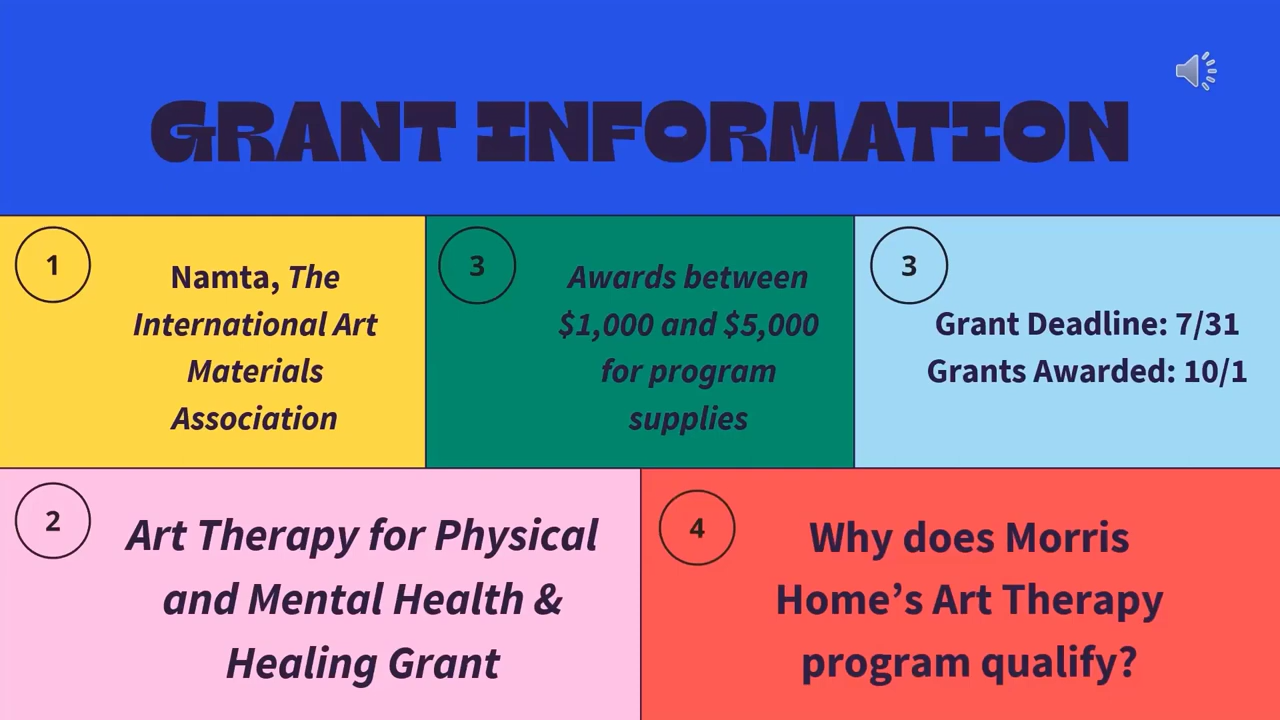 GRANT INFORMATION
1
Namta, The
International Art
Materials
Association
3
Awards between
$1,000 and $5,000
for program
supplies
3
Grant Deadline: 7/31
Grants Awarded: 10/1
2
Art Therapy for Physical
and Mental Health &
Healing Grant
4
Why does Morris
Home’s Art Therapy
program qualify?